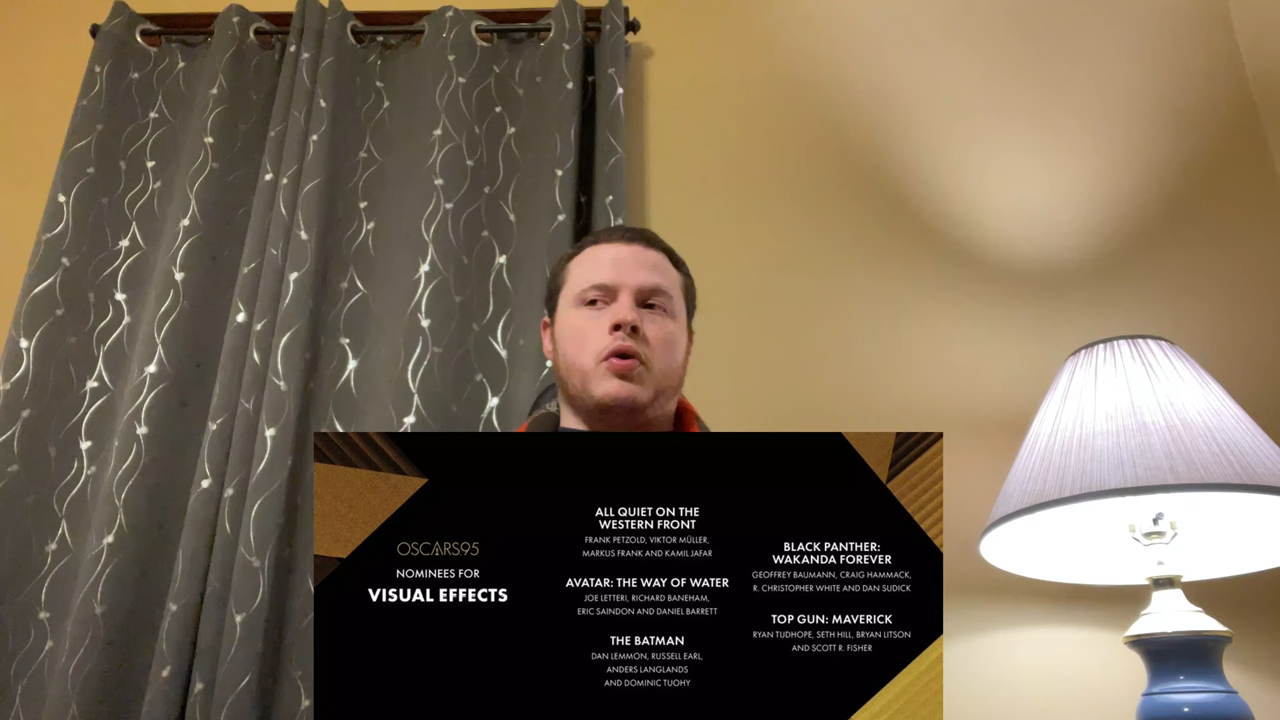 OSCARS95
NOMINEES FOR
VISUAL EFFECTS
ALL QUIET ON THE
WESTERN FRONT
FRANK PETZOLD, VIKTOR MÜLLER,
MARKUS FRANK AND KAMIL JAFAR
AVATAR: THE WAY OF WATER
JOE LETTERI, RICHARD BANEHAM,
ERIC SAINDON AND DANIEL BARRETT
THE BATMAN
DAN LEMMON, RUSSELL EARL,
ANDERS LANGLANDS
AND DOMINIC TUOHY
BLACK PANTHER:
WAKANDA FOREVER
GEOFFREY BAUMANN, CRAIG HAMMACK,
R. CHRISTOPHER WHITE AND DAN SUDICK
TOP GUN: MAVERICK
RYAN TUDHOPE, SETH HILL, BRYAN LITSON
AND SCOTT R. FISHER